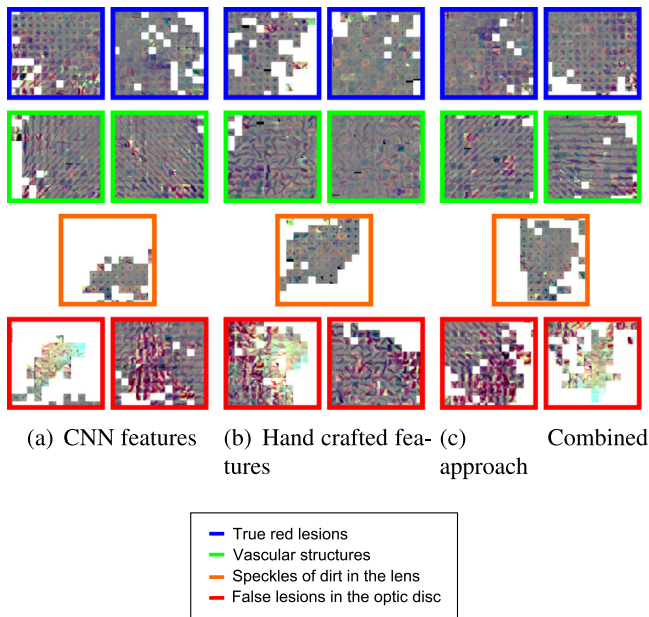 (a) CNN features
(b) Hand crafted fea-
tures
(c) Combined
approach
True red lesions
Vascular structures
Speckles of dirt in the lens
False lesions in the optic disc